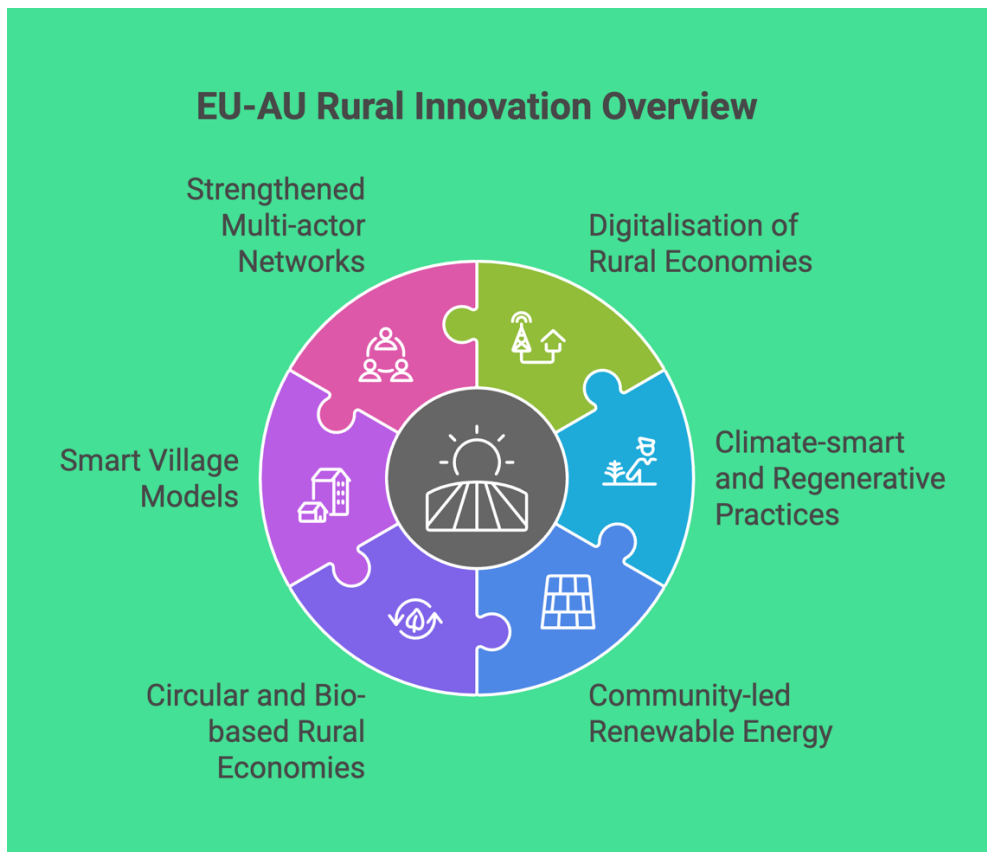 EU-AU Rural Innovation Overview
Strengthened
Multi-actor
Networks
Digitalisation of
Rural Economies
Smart Village
Models
Climate-smart
and Regenerative
Practices
Circular and Bio-
based Rural
Economies
Community-led
Renewable Energy